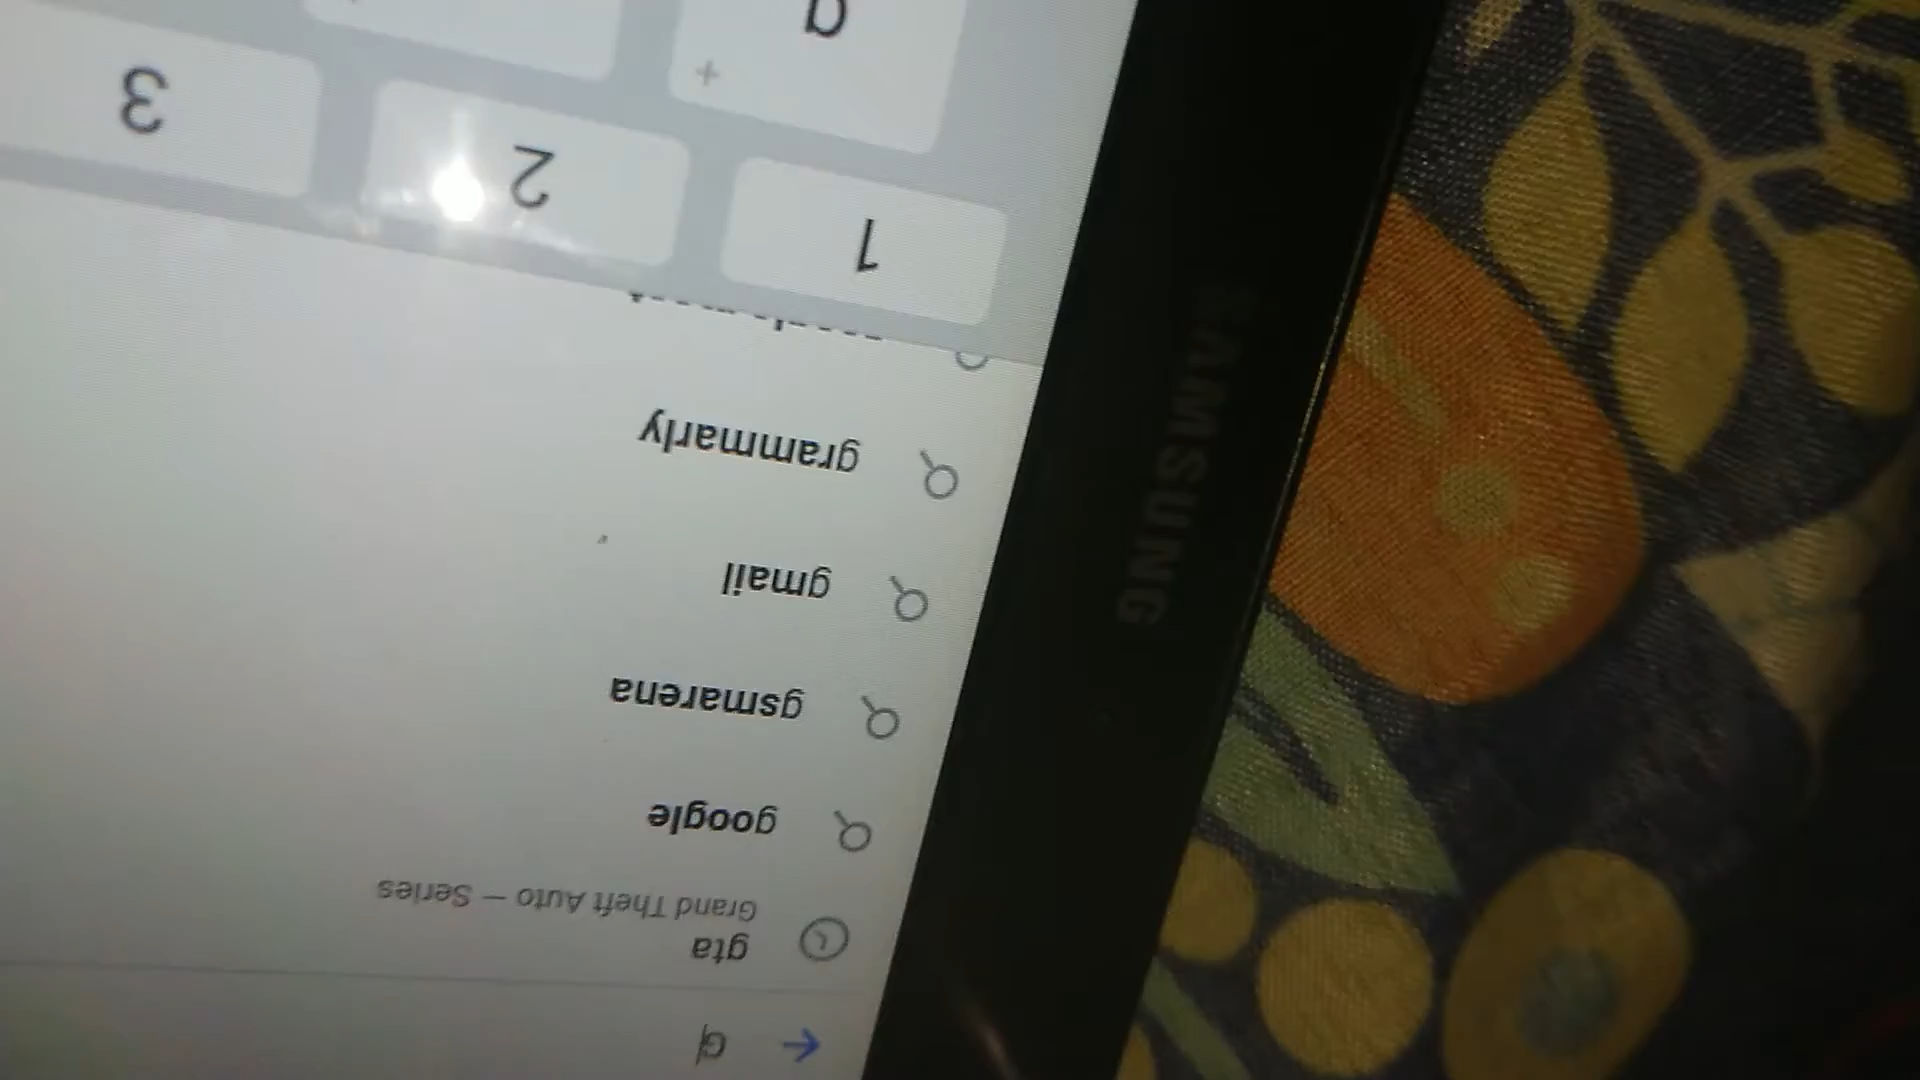 G
gta
Grand Theft Auto — Series
google
gsmarena
gmail
grammarly
1 2 3
+
q
SAMSUNG